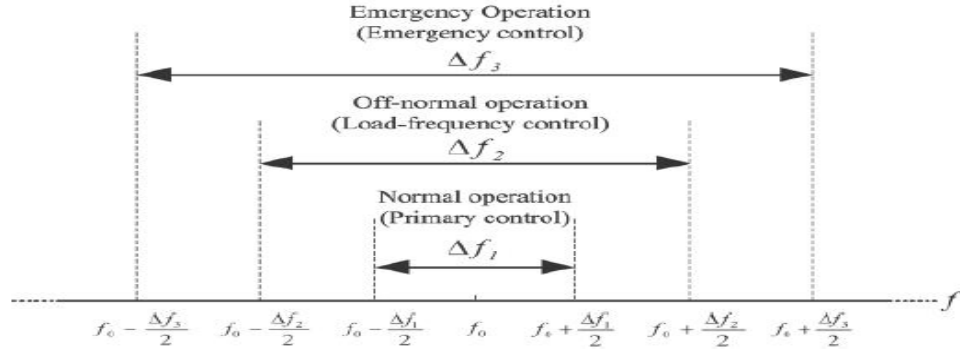 Emergency Operation
(Emergency control)
Δf₃
Off-normal operation
(Load-frequency control)
Δf₂
Normal operation
(Primary control)
Δf₁
f
f₀ − Δf₃/2 f₀ − Δf₂/2 f₀ − Δf₁/2 f₀ f₀ + Δf₁/2 f₀ + Δf₂/2 f₀ + Δf₃/2